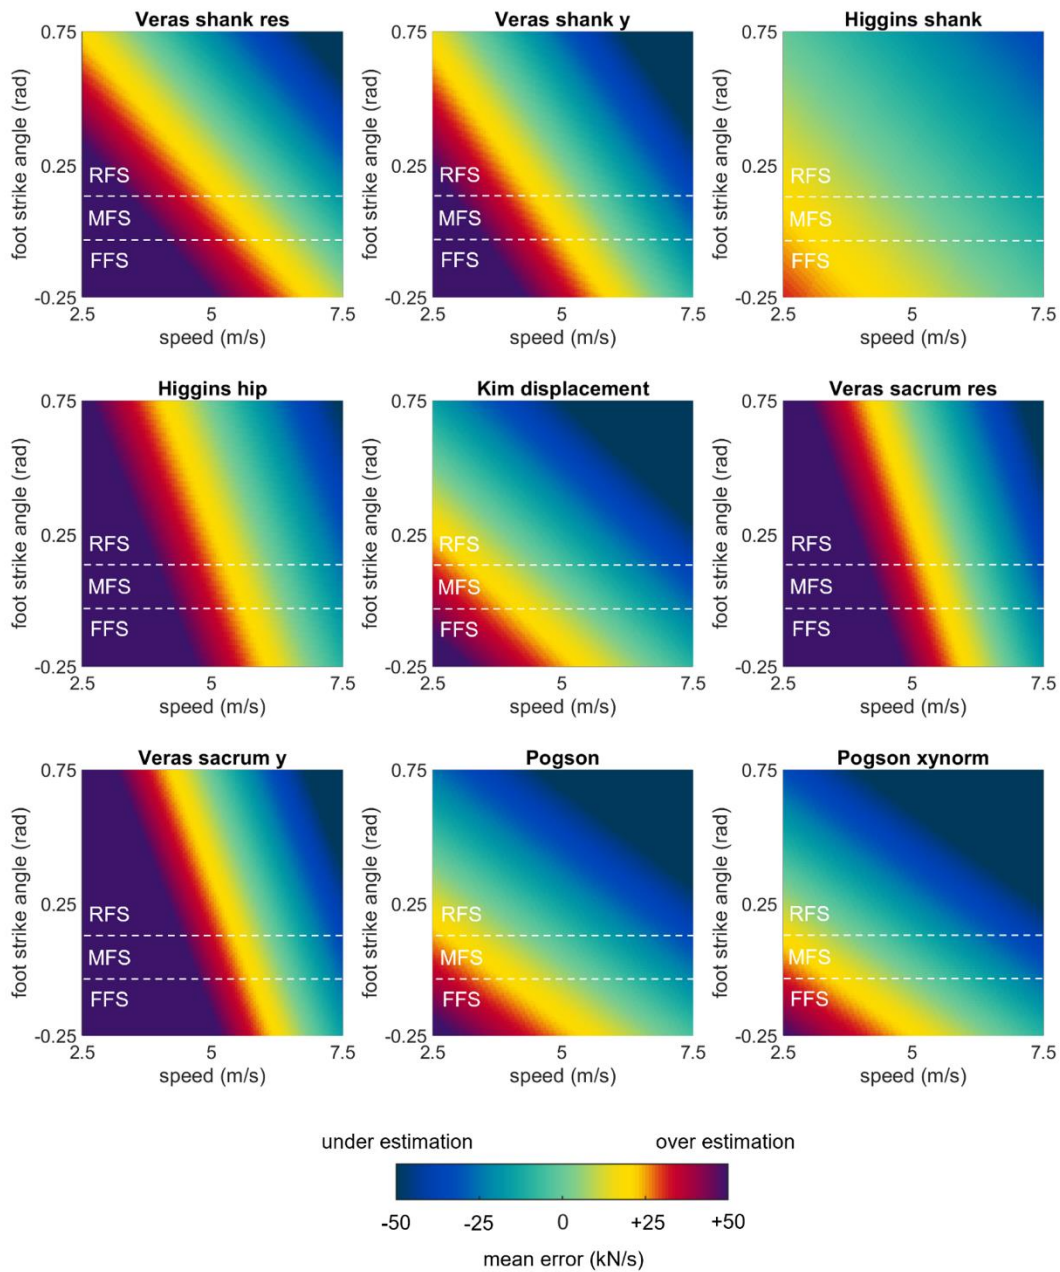 Veras shank res
Veras shank y
Higgins shank
0.75
0.25
-0.25
foot strike angle (rad)
RFS
MFS
FFS
2.5 5 7.5
speed (m/s)
0.75
0.25
-0.25
foot strike angle (rad)
RFS
MFS
FFS
2.5 5 7.5
speed (m/s)
0.75
0.25
-0.25
foot strike angle (rad)
RFS
MFS
FFS
2.5 5 7.5
speed (m/s)
Higgins hip
Kim displacement
Veras sacrum res
0.75
0.25
-0.25
foot strike angle (rad)
RFS
MFS
FFS
2.5 5 7.5
speed (m/s)
0.75
0.25
-0.25
foot strike angle (rad)
RFS
MFS
FFS
2.5 5 7.5
speed (m/s)
0.75
0.25
-0.25
foot strike angle (rad)
RFS
MFS
FFS
2.5 5 7.5
speed (m/s)
Veras sacrum y
Pogson
Pogson xynorm
0.75
0.25
-0.25
foot strike angle (rad)
RFS
MFS
FFS
2.5 5 7.5
speed (m/s)
0.75
0.25
-0.25
foot strike angle (rad)
RFS
MFS
FFS
2.5 5 7.5
speed (m/s)
0.75
0.25
-0.25
foot strike angle (rad)
RFS
MFS
FFS
2.5 5 7.5
speed (m/s)
under estimation over estimation
-50 -25 0 +25 +50
mean error (kN/s)